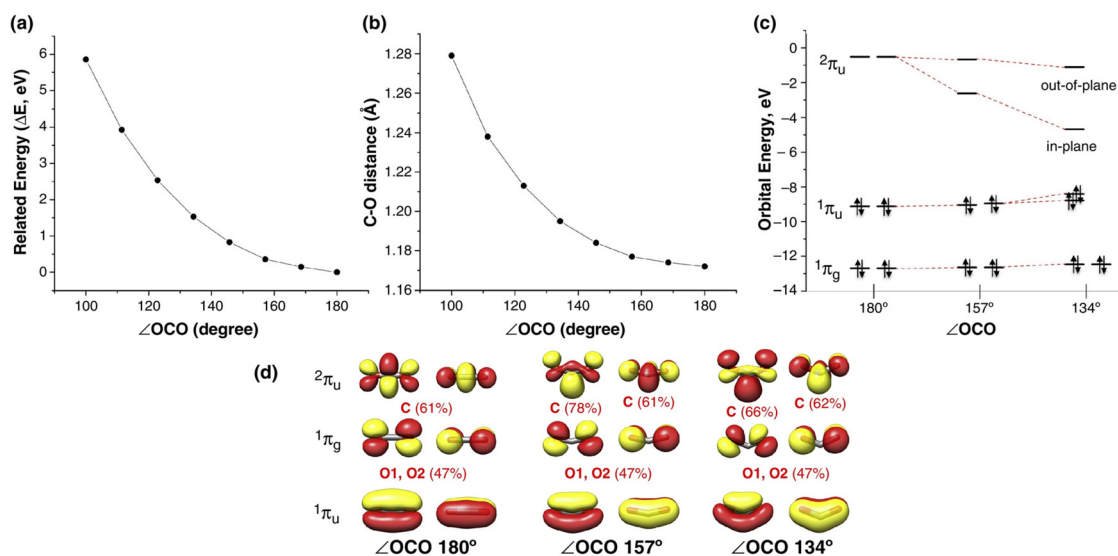 (a)
Related Energy (ΔE, eV)
6
5
4
3
2
1
0
100 120 140 160 180
∠OCO (degree)
(b)
C-O distance (Å)
1.28
1.26
1.24
1.22
1.20
1.18
1.16
100 120 140 160 180
∠OCO (degree)
(c)
Orbital Energy, eV
0
−2
−4
−6
−8
−10
−12
−14
²πᵤ
¹πᵤ
¹πg
out-of-plane
in-plane
180° 157° 134°
∠OCO
(d)
²πᵤ
C (61%) C (78%) C (61%) C (66%) C (62%)
¹πg
O1, O2 (47%) O1, O2 (47%) O1, O2 (47%)
¹πᵤ
∠OCO 180° ∠OCO 157° ∠OCO 134°